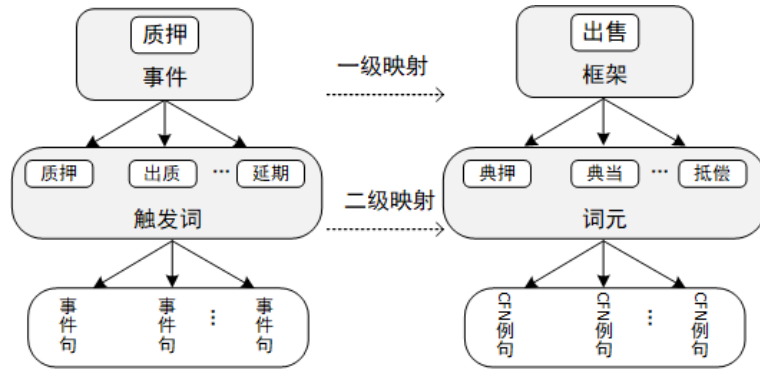 质押
事件
一级映射
出售
框架
质押 出质 … 延期
触发词
二级映射
典押 典当 … 抵偿
词元
事件句 事件句 … 事件句
CFN例句 CFN例句 … CFN例句